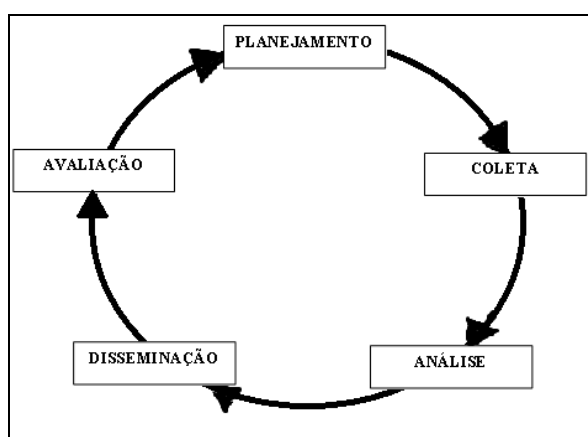 PLANEJAMENTO
COLETA
ANÁLISE
DISSEMINAÇÃO
AVALIAÇÃO